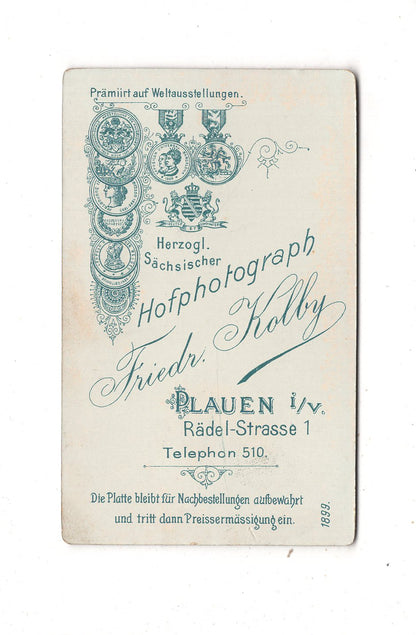 Prämiirt auf Weltausstellungen.
Herzogl.
Sächsischer
Hofphotograph
Friedr. Kolby
PLAUEN i/V.
Rädel-Strasse 1
Telephon 510.
Die Platte bleibt für Nachbestellungen aufbewahrt
und tritt dann Preissermässigung ein.
1899.